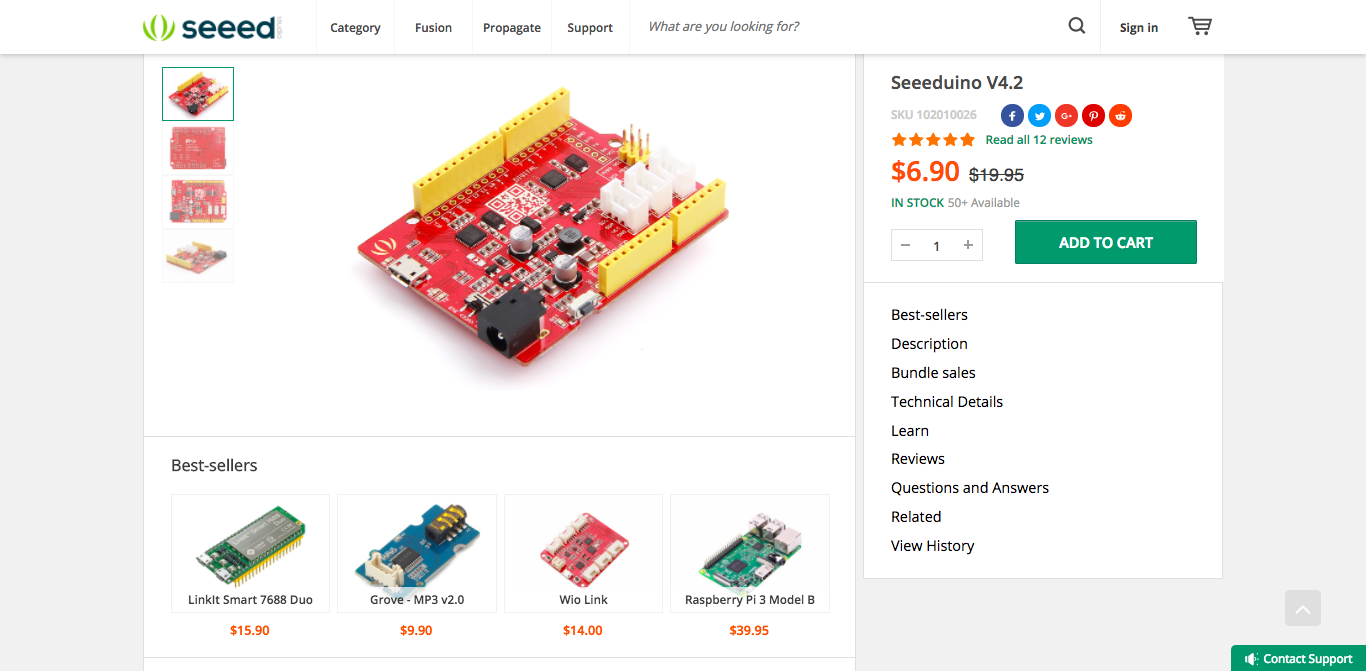 seeed
Category
Fusion
Propagate
Support
What are you looking for?
Sign in
Seeeduino V4.2
SKU 102010026
Read all 12 reviews
$6.90 $19.95
IN STOCK 50+ Available
− 1 +
ADD TO CART
DIGITAL
Best-sellers
Description
Bundle sales
Technical Details
Learn
Reviews
Questions and Answers
Related
View History
Best-sellers
LinkIt Smart 7688 Duo
$15.90
Grove - MP3 v2.0
$9.90
Wio Link
$14.00
Raspberry Pi 3 Model B
$39.95
Contact Support